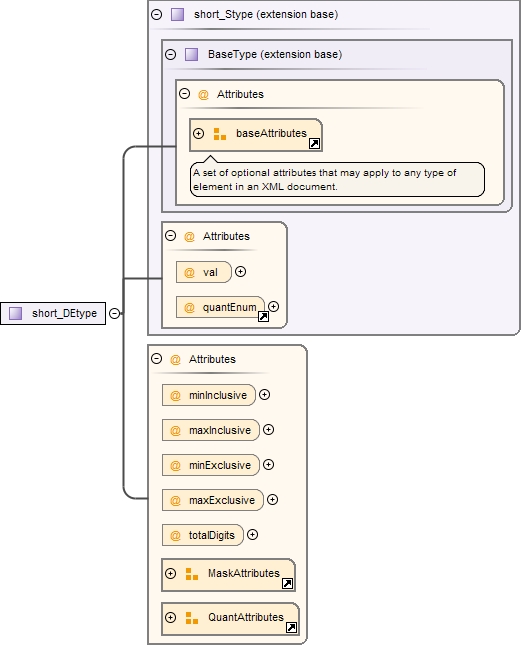 short_Stype (extension base)
BaseType (extension base)
@ Attributes
baseAttributes
A set of optional attributes that may apply to any type of
element in an XML document.
@ Attributes
@ val
@ quantEnum
short_DEtype
@ Attributes
@ minInclusive
@ maxInclusive
@ minExclusive
@ maxExclusive
@ totalDigits
MaskAttributes
QuantAttributes